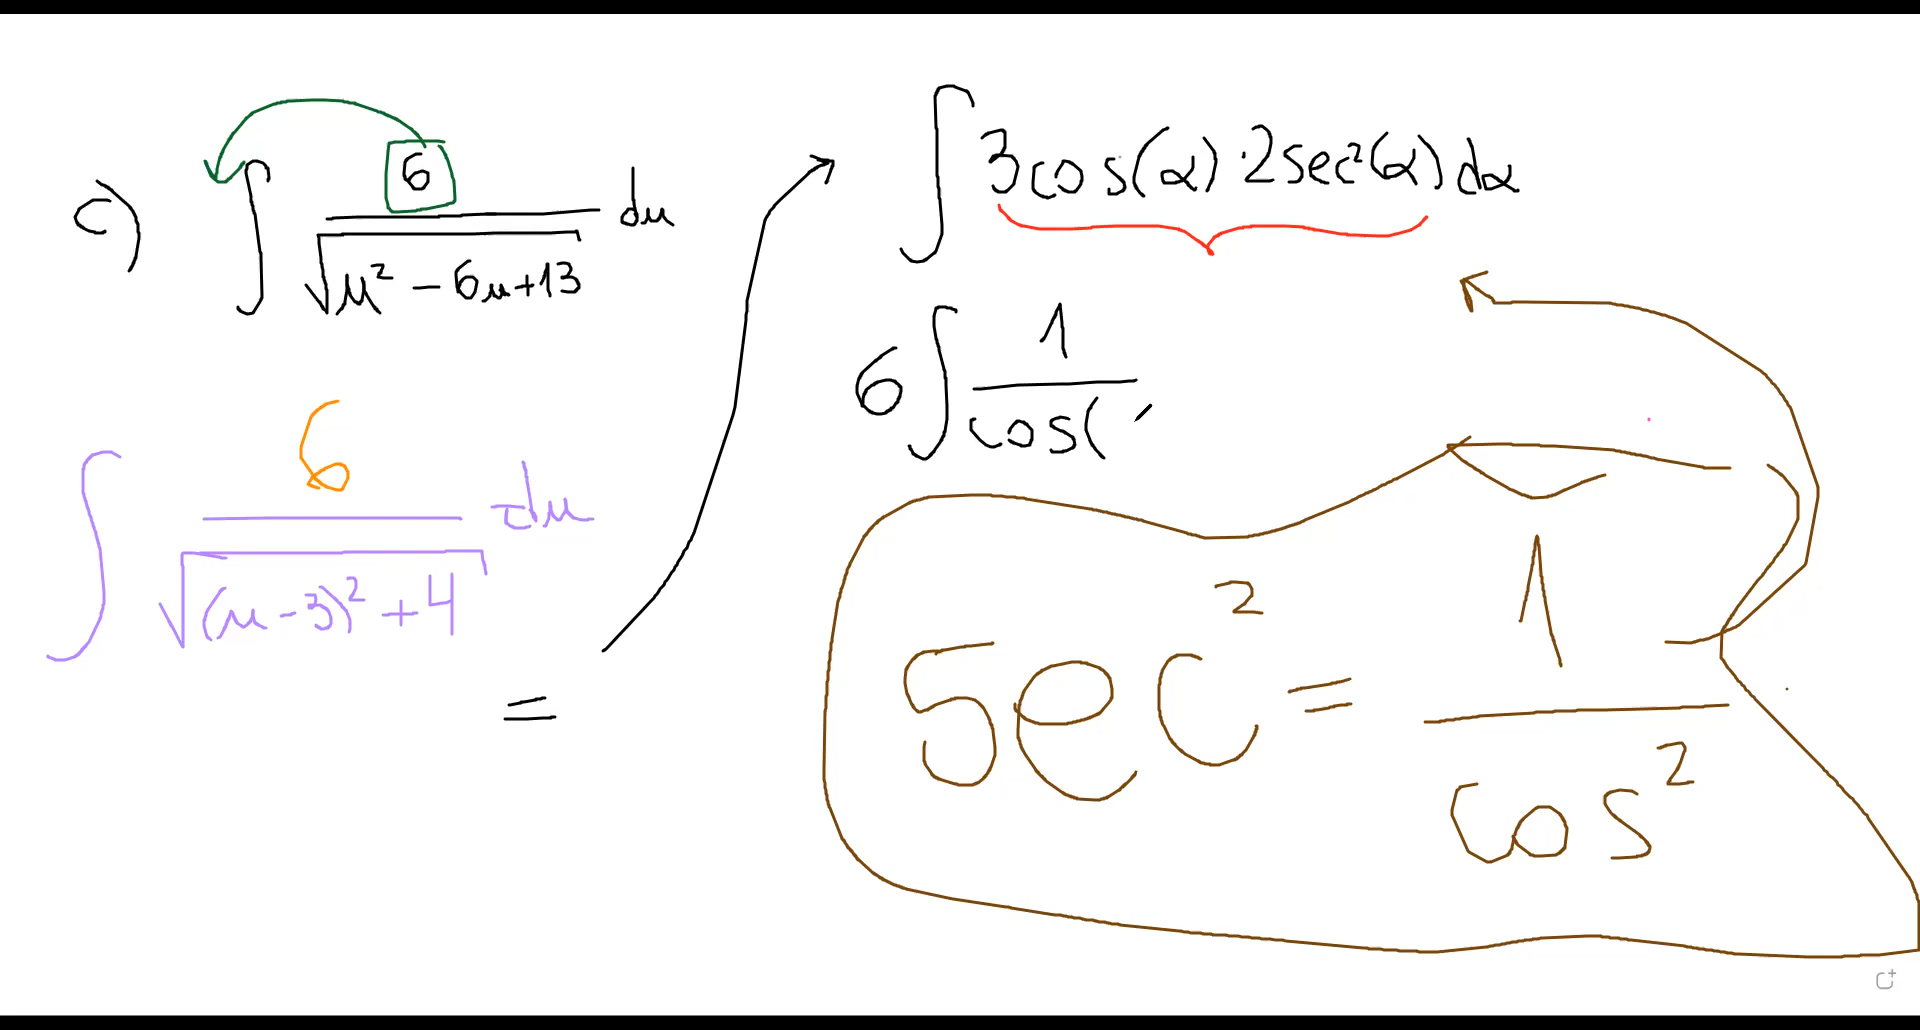 c) ∫ 6 / √(u² - 6u + 13) du
∫ 6 / √((u - 3)² + 4) du
=
∫ 3cos(α) · 2sec²(α) dα
6 ∫ 1 / cos(
sec² = 1 / cos²